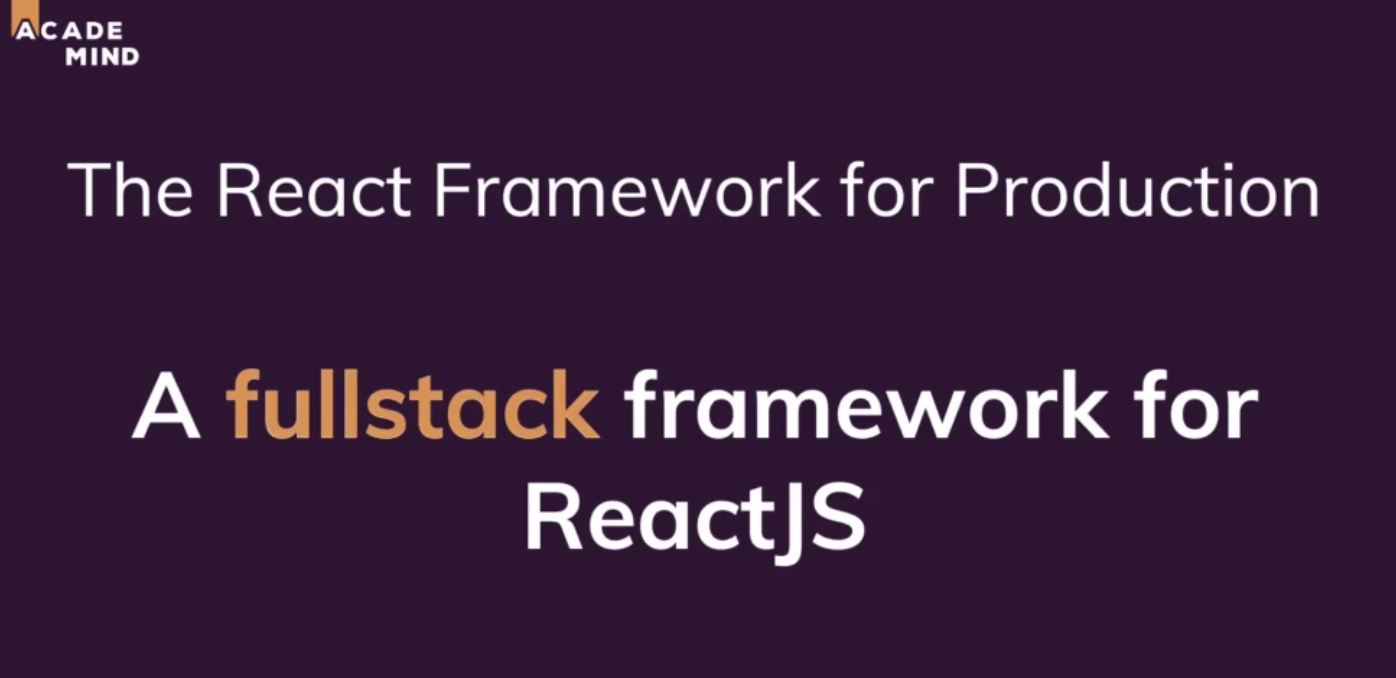 ACADE
MIND
The React Framework for Production
A fullstack framework for
ReactJS